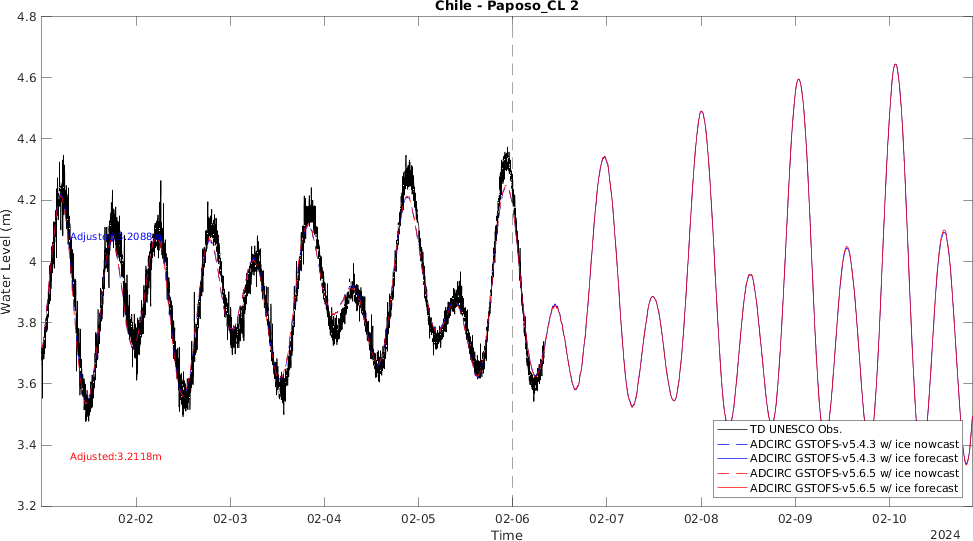 Chile - Paposo_CL 2
Water Level (m)
4.8
4.6
4.4
4.2
4
3.8
3.6
3.4
3.2
Adjusted:3.2088m
Adjusted:3.2118m
TD UNESCO Obs.
ADCIRC GSTOFS-v5.4.3 w/ ice nowcast
ADCIRC GSTOFS-v5.4.3 w/ ice forecast
ADCIRC GSTOFS-v5.6.5 w/ ice nowcast
ADCIRC GSTOFS-v5.6.5 w/ ice forecast
02-02 02-03 02-04 02-05 02-06 02-07 02-08 02-09 02-10
Time
2024